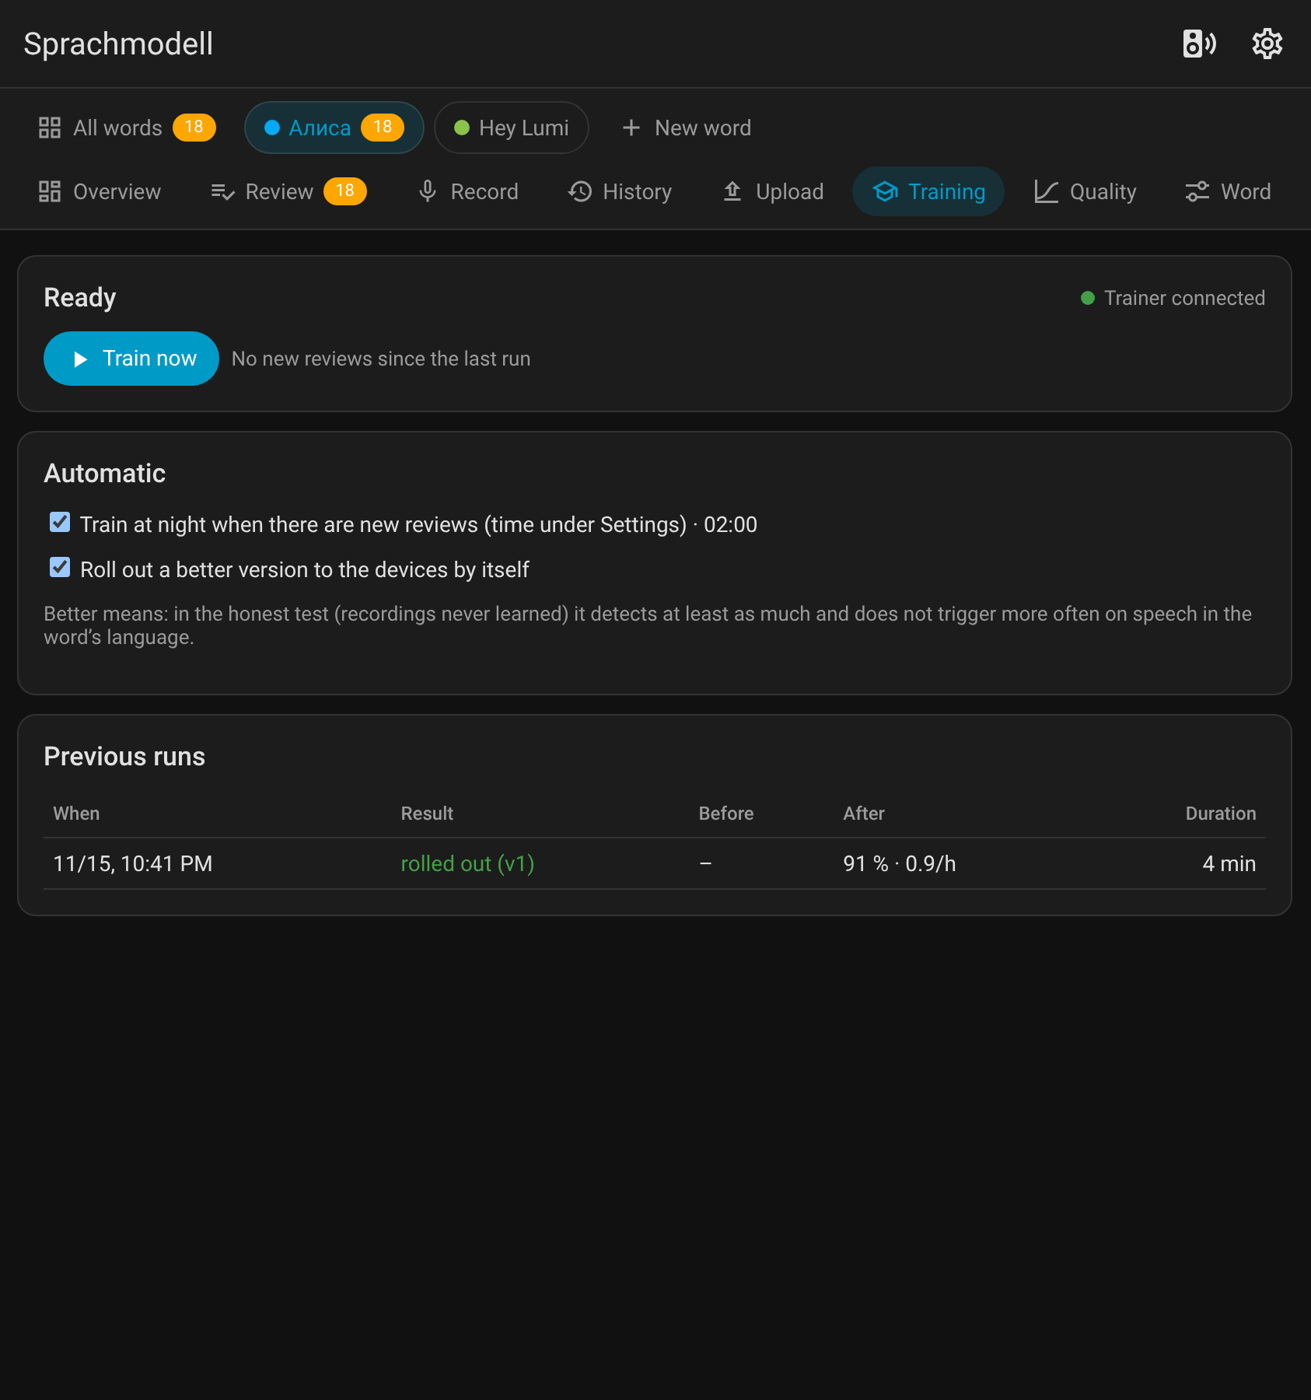 Sprachmodell
All words 18 Алиса 18 Hey Lumi + New word
Overview Review 18 Record History Upload Training Quality Word
Ready Trainer connected
Train now No new reviews since the last run
Automatic
Train at night when there are new reviews (time under Settings) · 02:00
Roll out a better version to the devices by itself
Better means: in the honest test (recordings never learned) it detects at least as much and does not trigger more often on speech in the
word’s language.
Previous runs
When Result Before After Duration
11/15, 10:41 PM rolled out (v1) – 91 % · 0.9/h 4 min